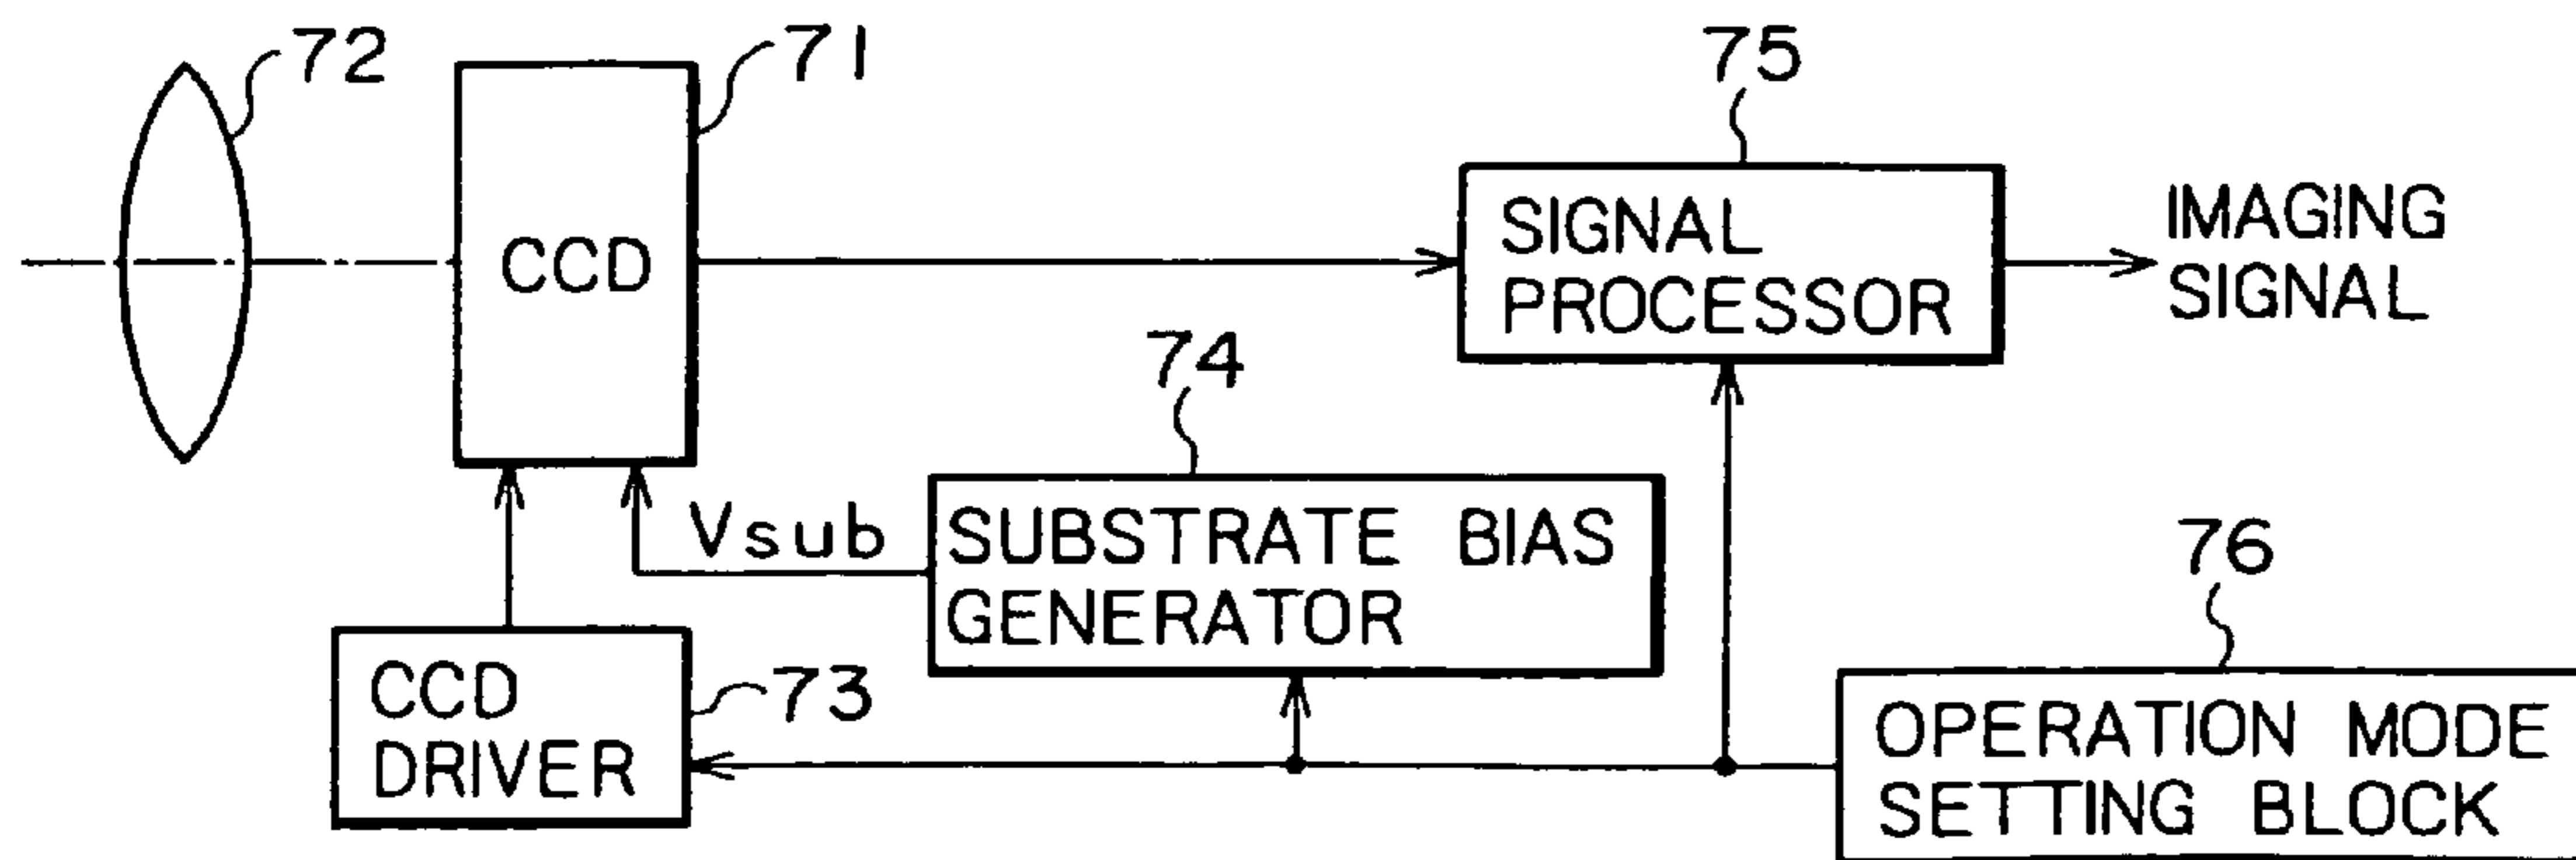 72
71
75
CCD
SIGNAL
PROCESSOR
IMAGING
SIGNAL
74
Vsub
SUBSTRATE BIAS
GENERATOR
76
CCD
DRIVER
73
OPERATION MODE
SETTING BLOCK